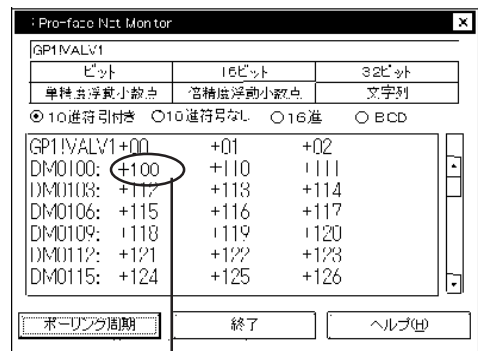 Pro-face Net Monitor
GP1!VALV1
ビット 16ビット 32ビット
単精度浮動小数点 倍精度浮動小数点 文字列
10進符号付き 10進符号なし 16進 BCD
GP1!VALV1 +00 +01 +02
DM0100: +100 +110 +111
DM0103: +112 +113 +114
DM0106: +115 +116 +117
DM0109: +118 +119 +120
DM0112: +121 +122 +123
DM0115: +124 +125 +126
ポーリング周期 終了 ヘルプ(H)